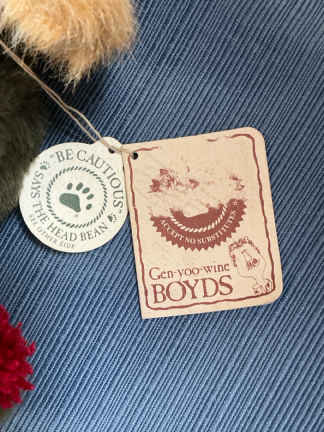 "BE CAUTIOUS"
SAYS THE HEAD BEAN
SEE OTHER SIDE
ACCEPT NO SUBSTITUTES
Gen-yoo-wine
BOYDS